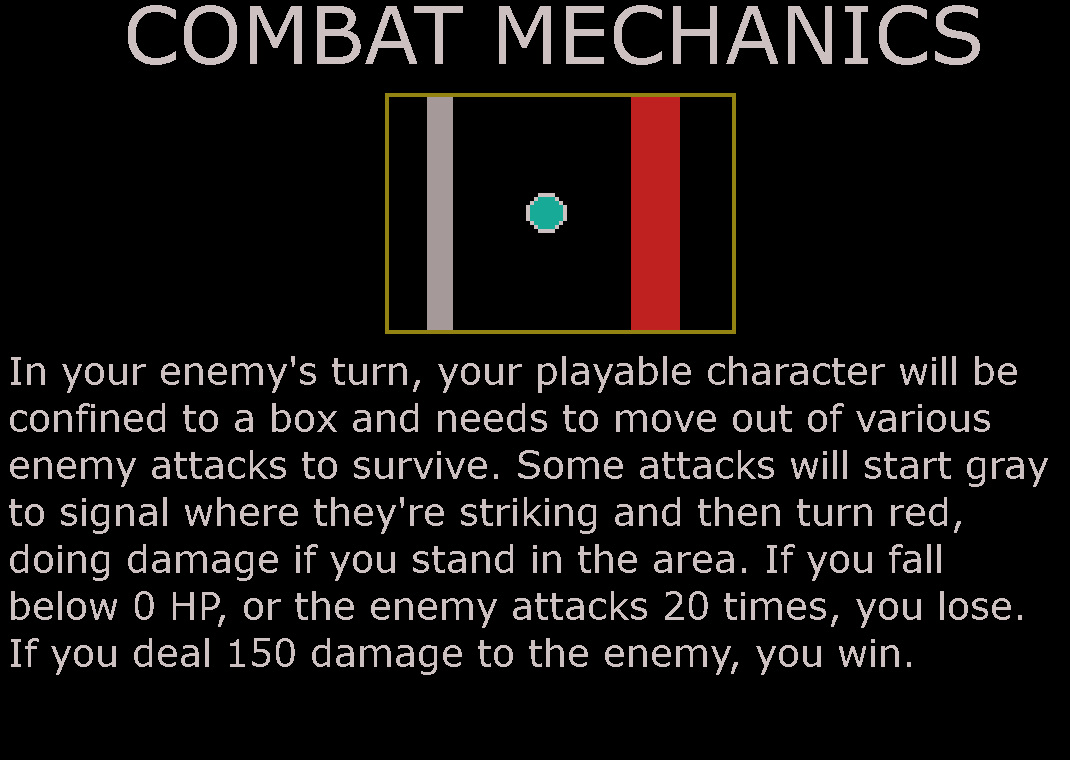 COMBAT MECHANICS
In your enemy's turn, your playable character will be
confined to a box and needs to move out of various
enemy attacks to survive. Some attacks will start gray
to signal where they're striking and then turn red,
doing damage if you stand in the area. If you fall
below 0 HP, or the enemy attacks 20 times, you lose.
If you deal 150 damage to the enemy, you win.